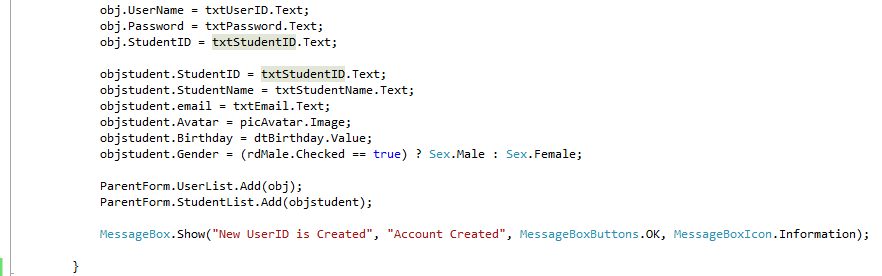 obj.UserName = txtUserID.Text;
obj.Password = txtPassword.Text;
obj.StudentID = txtStudentID.Text;
objstudent.StudentID = txtStudentID.Text;
objstudent.StudentName = txtStudentName.Text;
objstudent.email = txtEmail.Text;
objstudent.Avatar = picAvatar.Image;
objstudent.Birthday = dtBirthday.Value;
objstudent.Gender = (rdMale.Checked == true) ? Sex.Male : Sex.Female;
ParentForm.UserList.Add(obj);
ParentForm.StudentList.Add(objstudent);
MessageBox.Show("New UserID is Created", "Account Created", MessageBoxButtons.OK, MessageBoxIcon.Information);
}